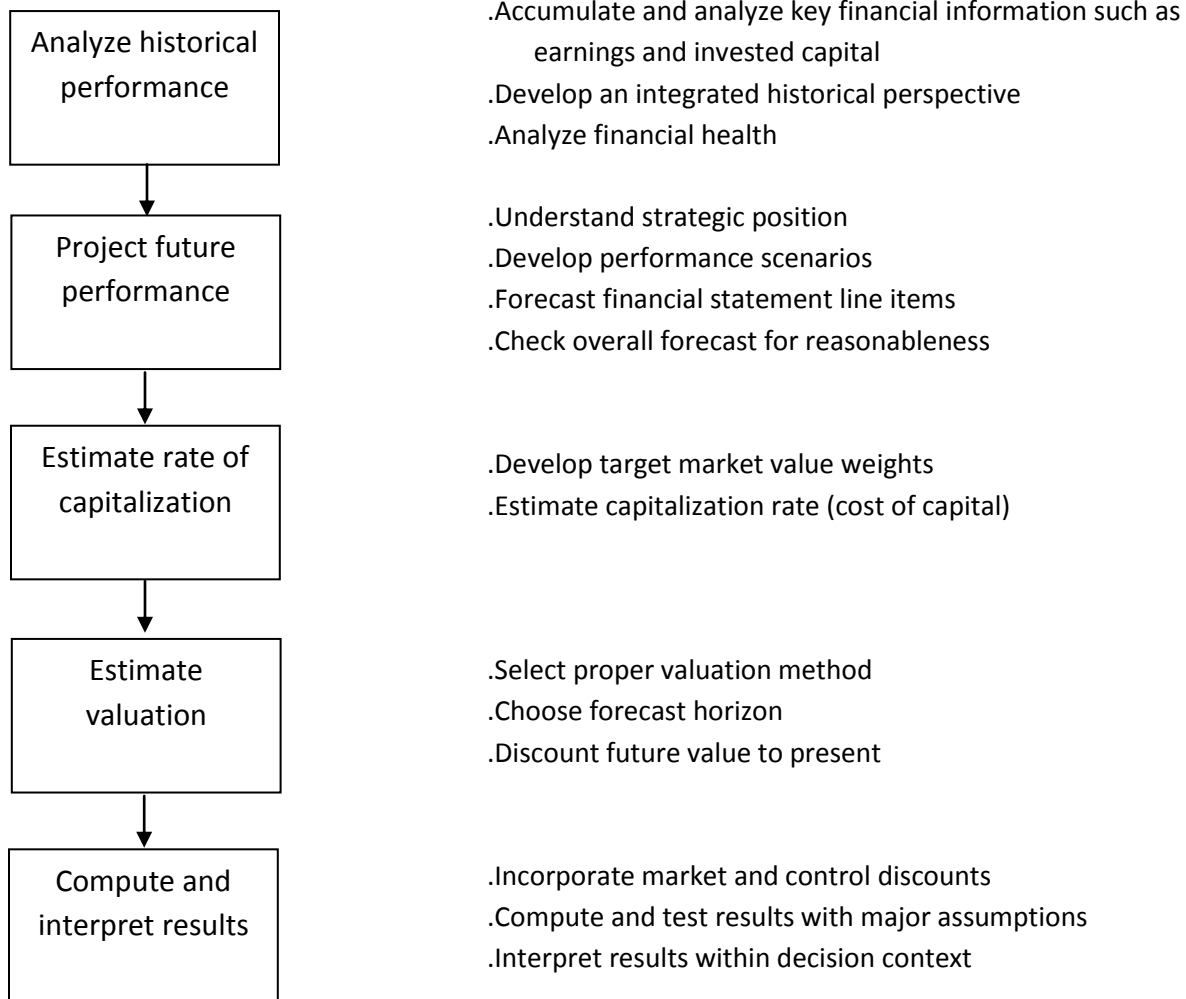 Analyze historical
performance
.Accumulate and analyze key financial information such as
earnings and invested capital
.Develop an integrated historical perspective
.Analyze financial health
Project future
performance
.Understand strategic position
.Develop performance scenarios
.Forecast financial statement line items
.Check overall forecast for reasonableness
Estimate rate of
capitalization
.Develop target market value weights
.Estimate capitalization rate (cost of capital)
Estimate
valuation
.Select proper valuation method
.Choose forecast horizon
.Discount future value to present
Compute and
interpret results
.Incorporate market and control discounts
.Compute and test results with major assumptions
.Interpret results within decision context